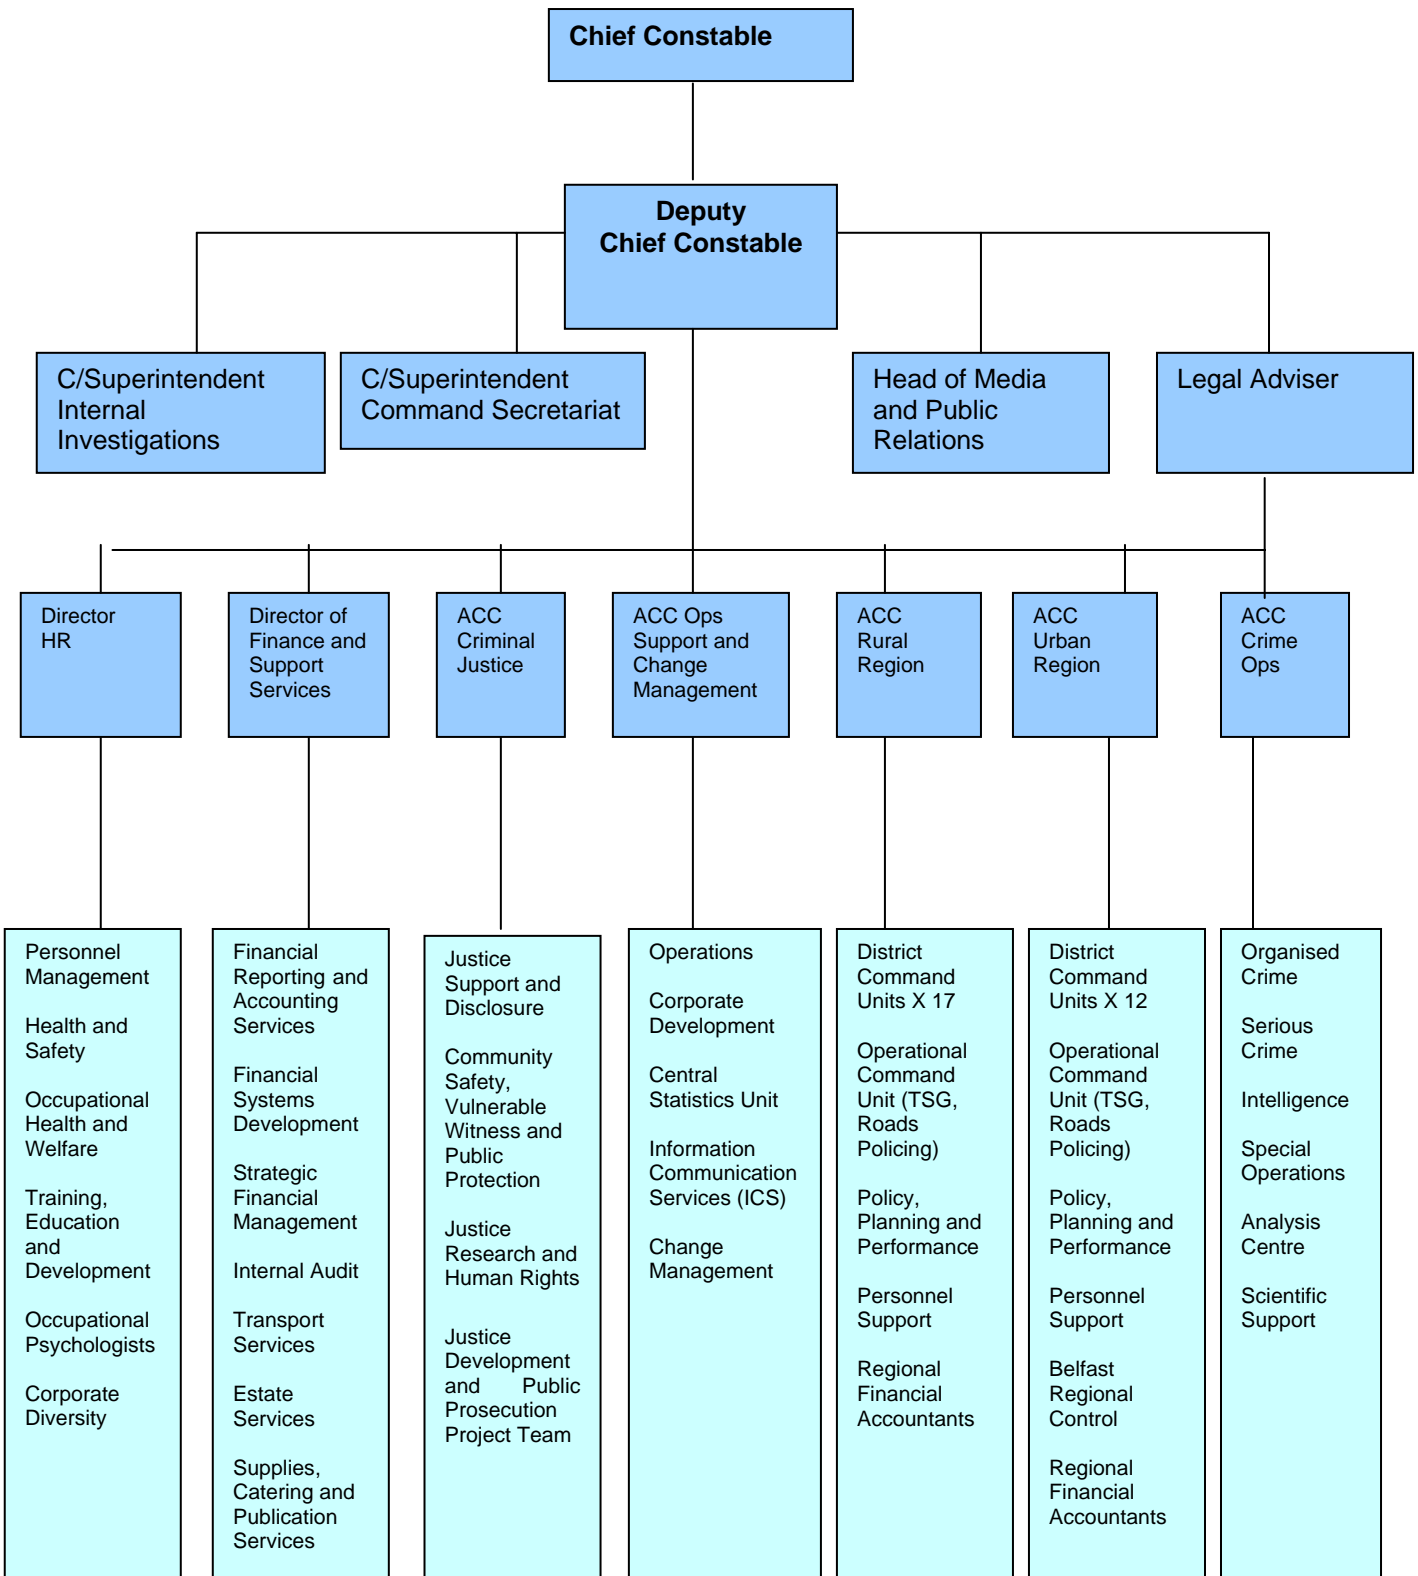 Chief Constable
Deputy
Chief Constable
C/Superintendent
Internal
Investigations
C/Superintendent
Command Secretariat
Head of Media
and Public
Relations
Legal Adviser
Director
HR
Director of
Finance and
Support
Services
ACC
Criminal
Justice
ACC Ops
Support and
Change
Management
ACC
Rural
Region
ACC
Urban
Region
ACC
Crime
Ops
Personnel
Management
Health and
Safety
Occupational
Health and
Welfare
Training,
Education
and
Development
Occupational
Psychologists
Corporate
Diversity
Financial
Reporting and
Accounting
Services
Financial
Systems
Development
Strategic
Financial
Management
Internal Audit
Transport
Services
Estate
Services
Supplies,
Catering and
Publication
Services
Justice
Support and
Disclosure
Community
Safety,
Vulnerable
Witness and
Public
Protection
Justice
Research and
Human Rights
Justice
Development
and Public
Prosecution
Project Team
Operations
Corporate
Development
Central
Statistics Unit
Information
Communication
Services (ICS)
Change
Management
District
Command
Units X 17
Operational
Command
Unit (TSG,
Roads
Policing)
Policy,
Planning and
Performance
Personnel
Support
Regional
Financial
Accountants
District
Command
Units X 12
Operational
Command
Unit (TSG,
Roads
Policing)
Policy,
Planning and
Performance
Personnel
Support
Belfast
Regional
Control
Regional
Financial
Accountants
Organised
Crime
Serious
Crime
Intelligence
Special
Operations
Analysis
Centre
Scientific
Support